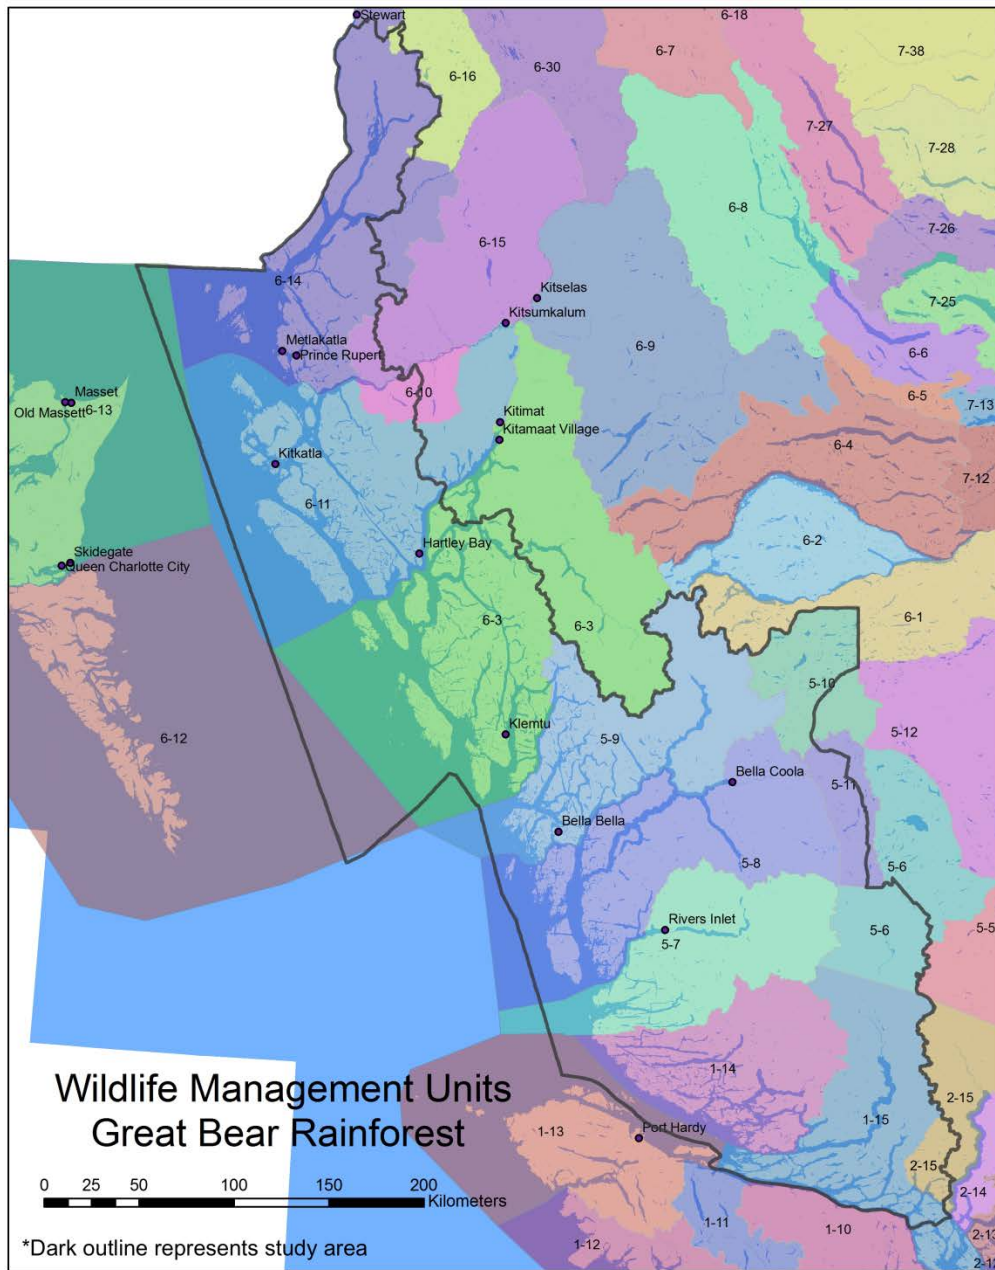 Stewart
6-18
6-7
7-38
6-30
6-16
7-27
7-28
6-8
7-26
6-15
6-14
Kitselas
7-25
Kitsumkalum
Metlakatla
Prince Rupert
6-9
6-6
6-10
6-5
7-13
Masset
Old Massett
6-13
Kitimat
Kitamaat Village
6-4
Kitkatla
7-12
6-11
6-2
Hartley Bay
Skidegate
Queen Charlotte City
6-3
6-3
6-1
5-10
Klemtu
5-9
5-12
6-12
Bella Coola
5-11
Bella Bella
5-8
5-6
Rivers Inlet
5-7
5-6
5-5
1-14
Wildlife Management Units
Great Bear Rainforest
2-15
1-13
Port Hardy
1-15
2-15
0 25 50 100 150 200
Kilometers
2-14
1-11
1-10
2-13
1-12
*Dark outline represents study area